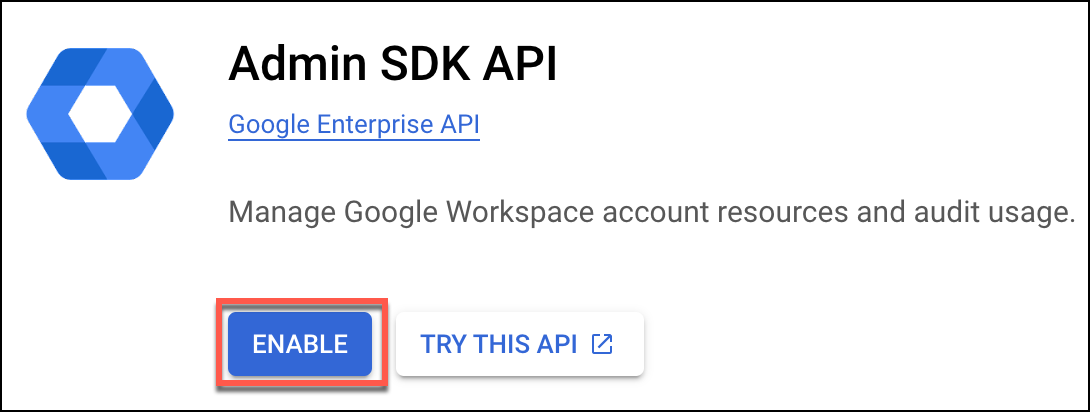 Admin SDK API
Google Enterprise API
Manage Google Workspace account resources and audit usage.
ENABLE
TRY THIS API